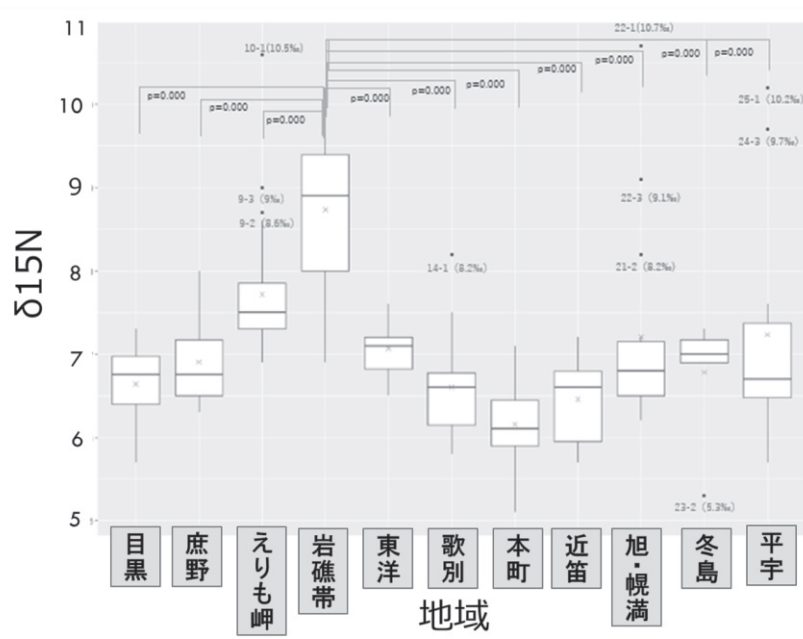 11
22-1(10.7‰)
10-1(10.5‰)
p=0.000
p=0.000
p=0.000
p=0.000
p=0.000
p=0.000
p=0.000
p=0.000
p=0.000
p=0.000
10
25-1 (10.2‰)
24-3 (9.7‰)
9
9-3 (9‰)
22-3 (9.1‰)
9-2 (8.6‰)
8
14-1 (8.2‰)
21-2 (8.2‰)
δ15N
7
6
5
23-2 (5.3‰)
目黒
庶野
えりも岬
岩礁帯
東洋
歌別
本町
近笛
旭・幌満
冬島
平宇
地域